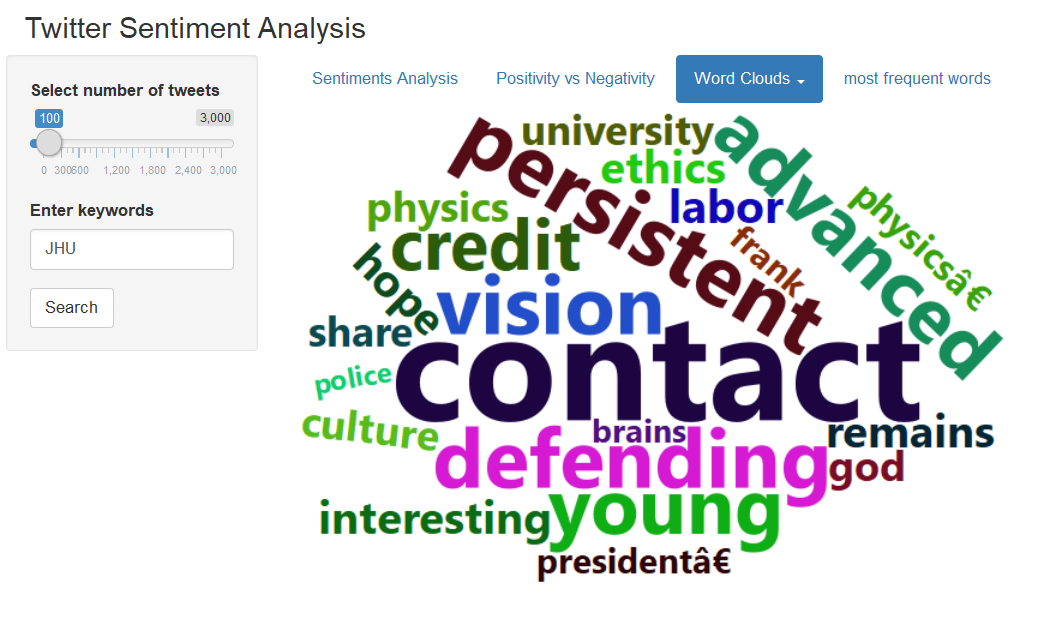 Twitter Sentiment Analysis
Select number of tweets
100
3,000
0 300600 1,200 1,800 2,400 3,000
Enter keywords
JHU
Search
Sentiments Analysis
Positivity vs Negativity
Word Clouds
most frequent words
university
persistent
advanced
ethics
labor
physics
physicsâ€
credit
frank
hope
vision
share
contact
police
culture
brains
remains
defending
god
interesting
young
presidentâ€